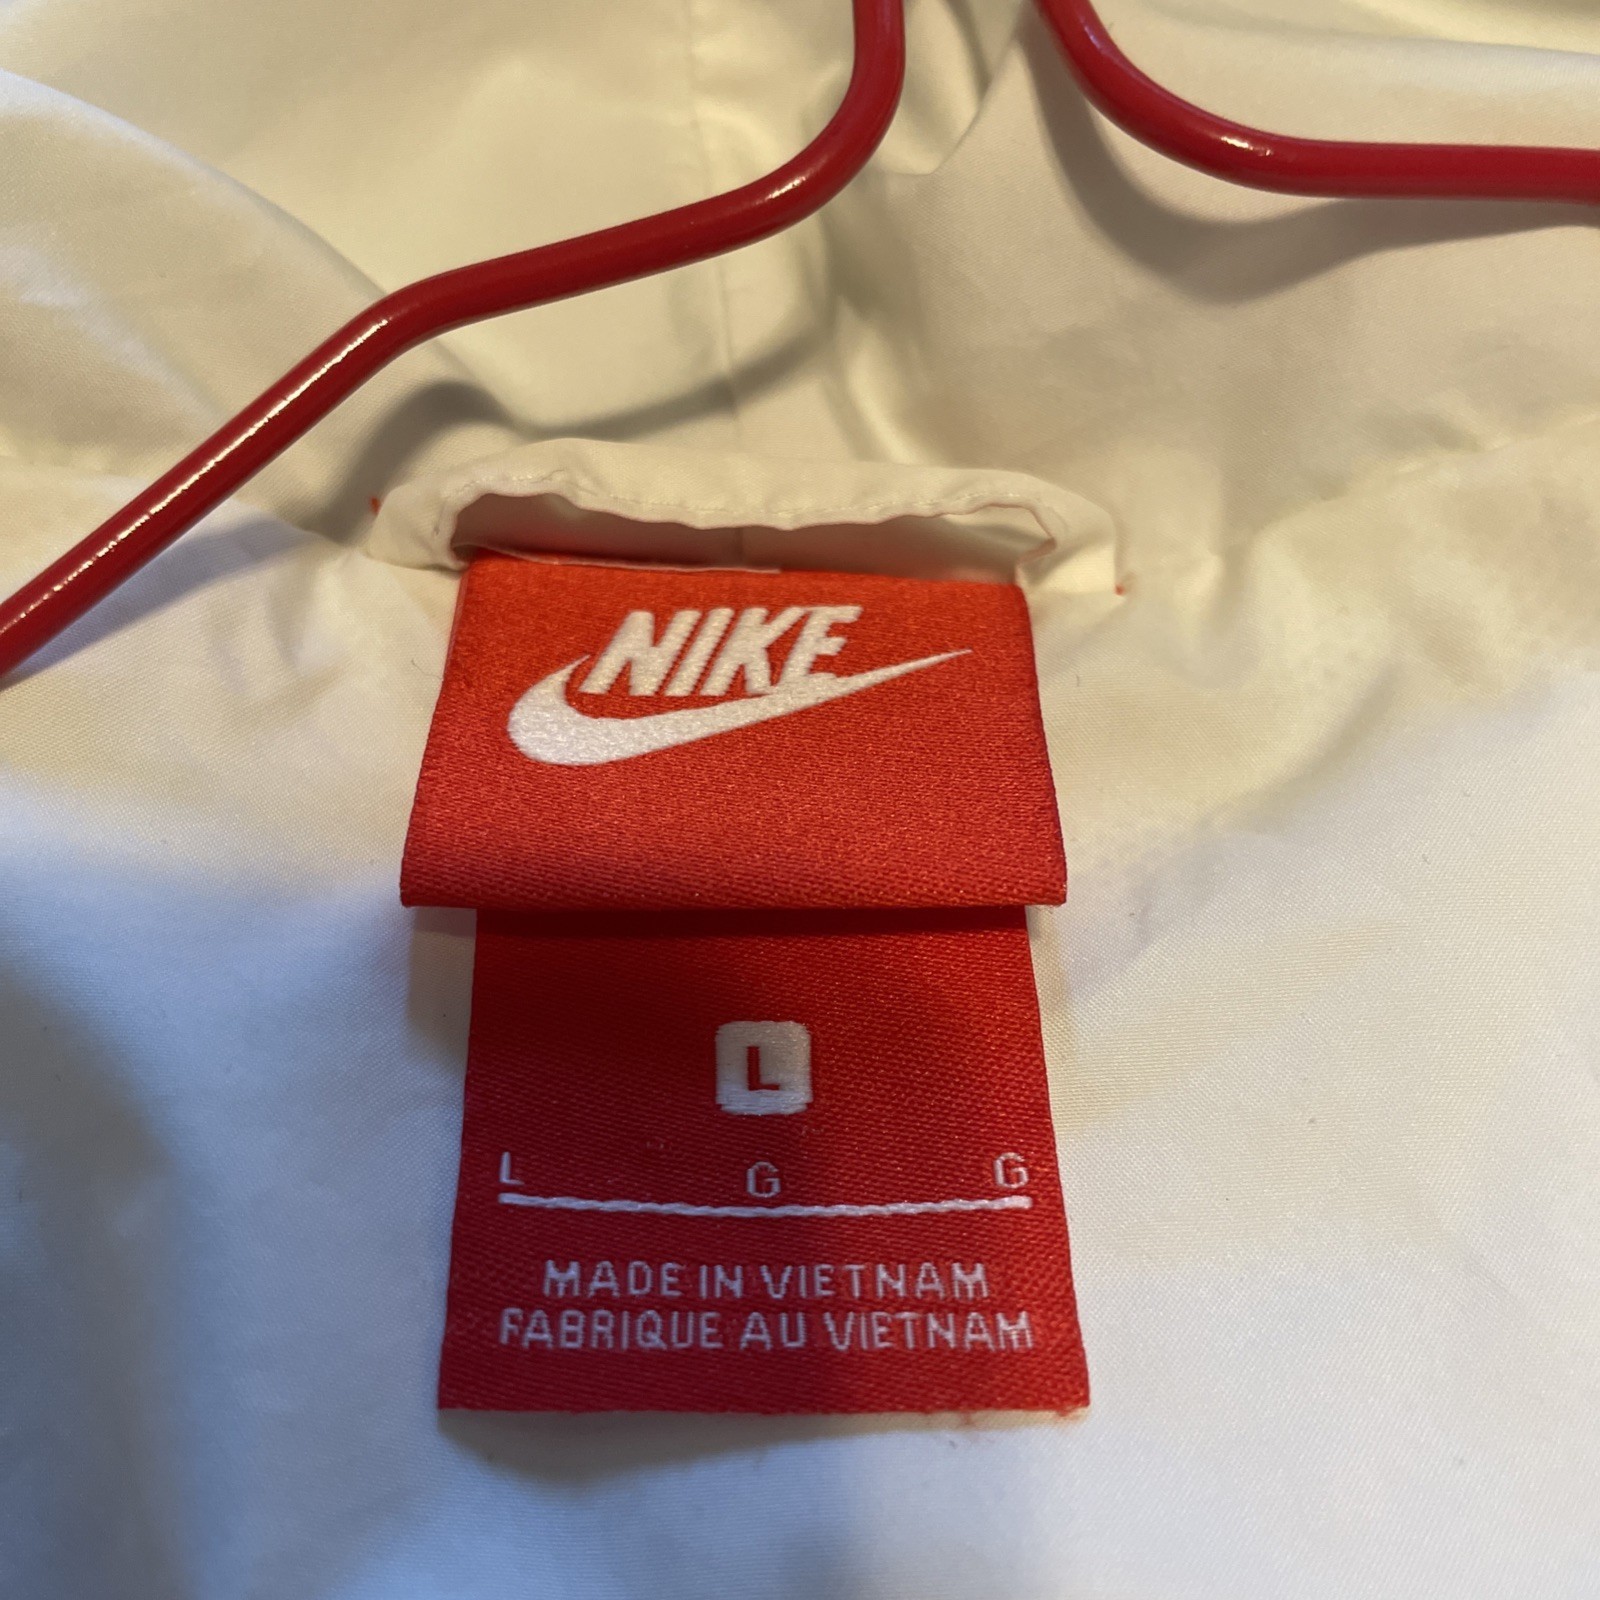 NIKE
L
L G G
MADE IN VIETNAM
FABRIQUE AU VIETNAM